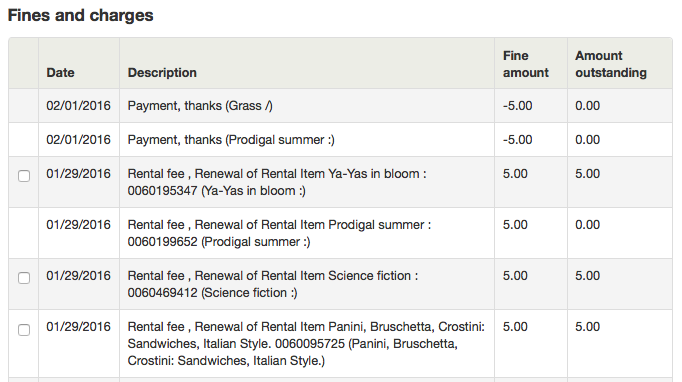 Fines and charges
Date Description Fine amount Amount outstanding
02/01/2016 Payment, thanks (Grass /) -5.00 0.00
02/01/2016 Payment, thanks (Prodigal summer :) -5.00 0.00
01/29/2016 Rental fee , Renewal of Rental Item Ya-Yas in bloom : 5.00 5.00
0060195347 (Ya-Yas in bloom :)
01/29/2016 Rental fee , Renewal of Rental Item Prodigal summer : 5.00 0.00
0060199652 (Prodigal summer :)
01/29/2016 Rental fee , Renewal of Rental Item Science fiction : 5.00 5.00
0060469412 (Science fiction :)
01/29/2016 Rental fee , Renewal of Rental Item Panini, Bruschetta, Crostini: 5.00 5.00
Sandwiches, Italian Style. 0060095725 (Panini, Bruschetta,
Crostini: Sandwiches, Italian Style.)